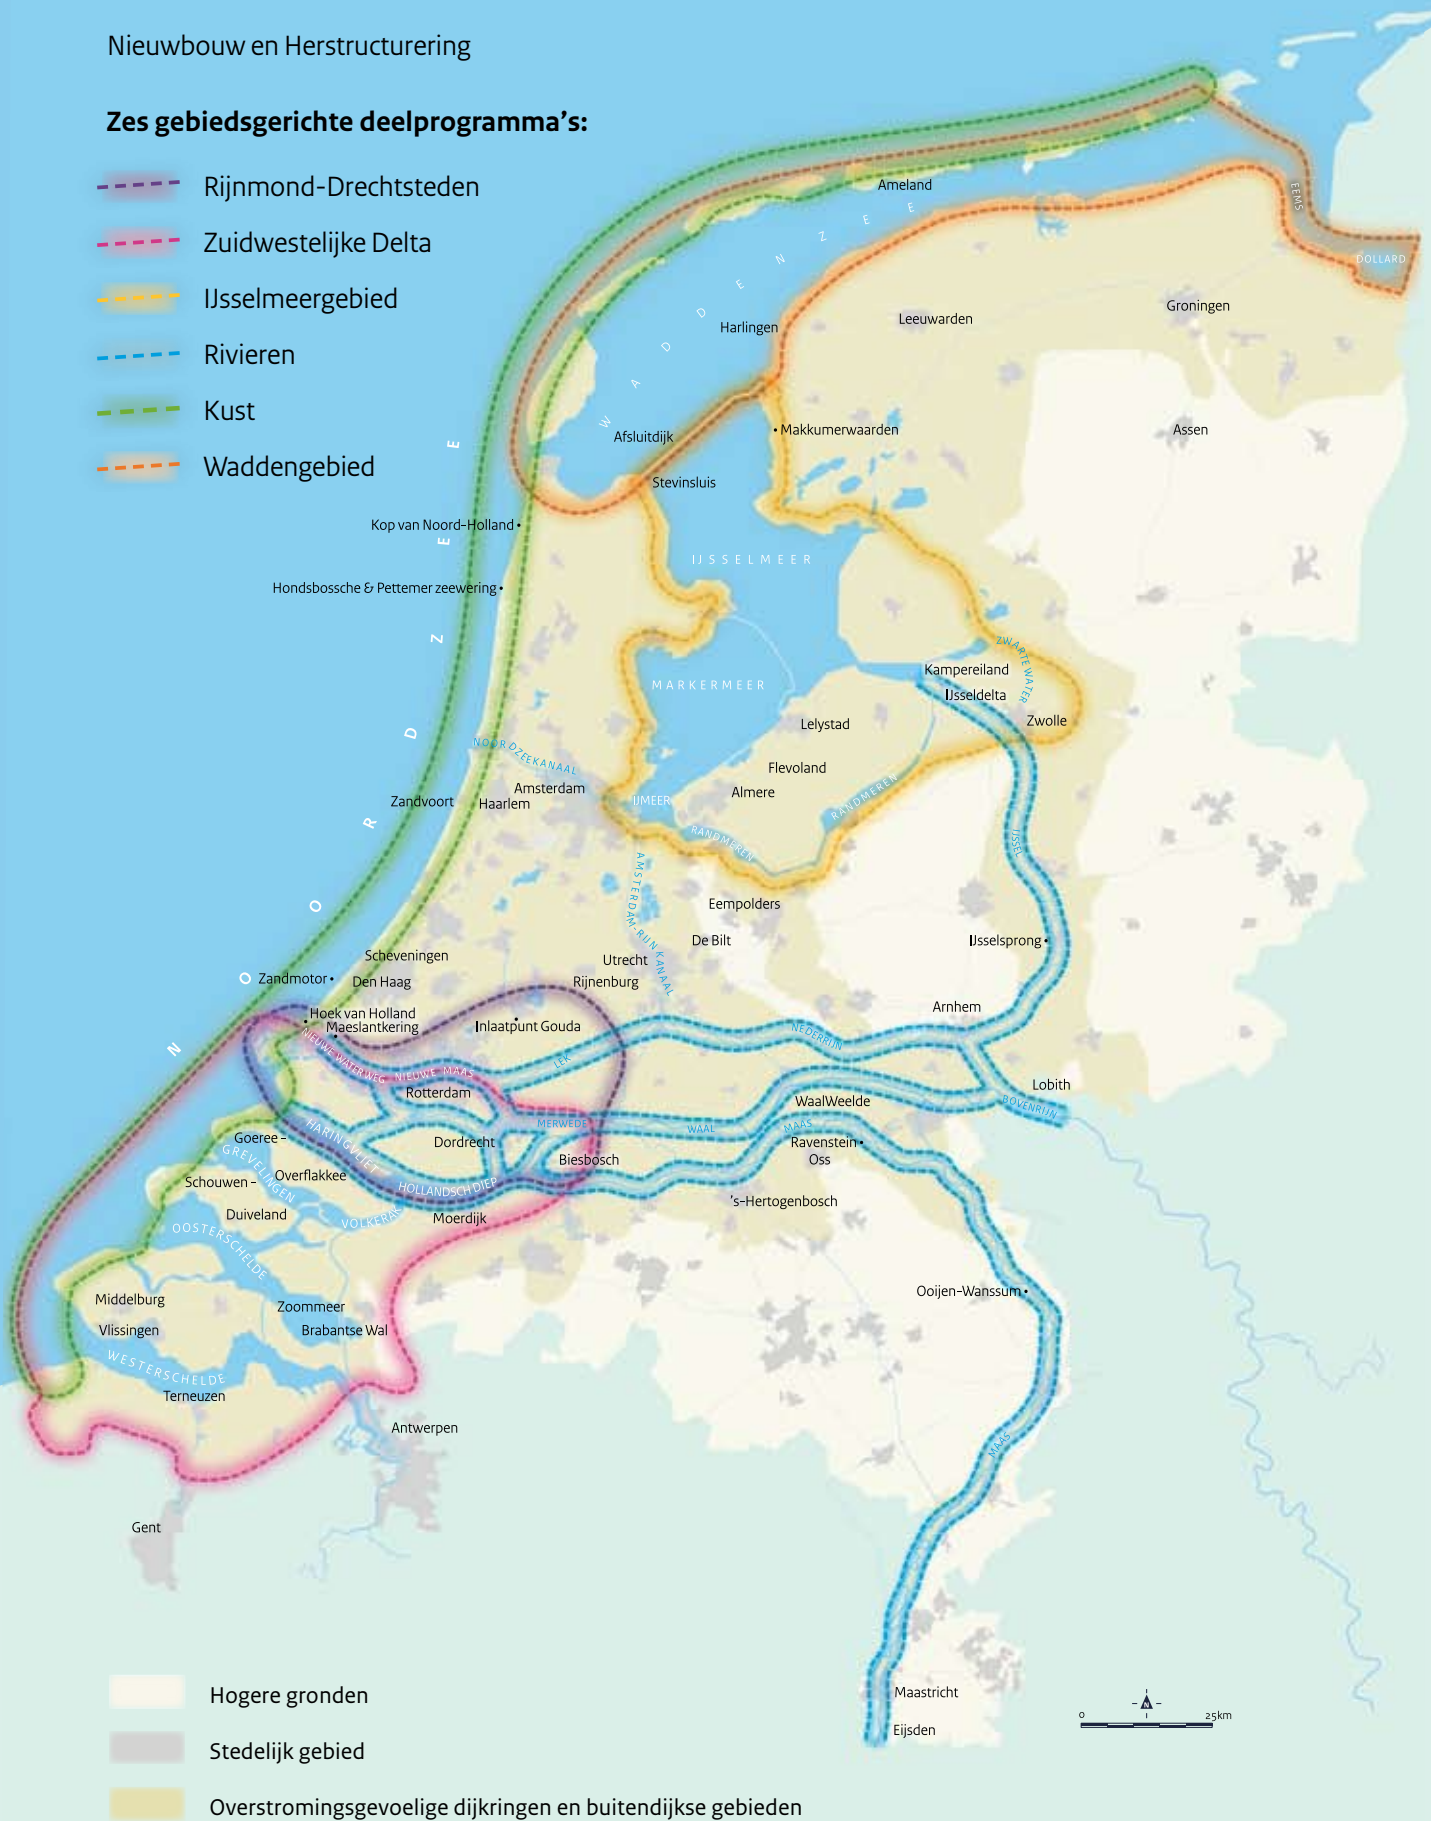 Nieuwbouw en Herstructurering
Zes gebiedsgerichte deelprogramma's:
Rijnmond-Drechtsteden
Zuidwestelijke Delta
IJsselmeergebied
Rivieren
Kust
Waddengebied
NOORDZEE
WADDENZEE
Ameland
EEMS
DOLLARD
Groningen
Leeuwarden
Harlingen
Assen
Makkumerwaarden
Afsluitdijk
Stevinsluis
Kop van Noord-Holland
IJSSELMEER
Hondsbossche & Pettemer zeewering
ZWARTE WATER
Kampereiland
MARKERMEER
IJsseldelta
Zwolle
Lelystad
NOORDZEEKANAAL
Flevoland
Amsterdam
Almere
RANDMEREN
Zandvoort
Haarlem
IJMEER
RANDMEREN
IJSSEL
AMSTERDAM-RIJN KANAAL
Eempolders
De Bilt
IJsselsprong
Scheveningen
Utrecht
Zandmotor
Den Haag
Rijnenburg
Arnhem
Hoek van Holland
Maeslantkering
Inlaatpunt Gouda
NEDERRIJN
NIEUWE WATERWEG
NIEUWE MAAS
LEK
Rotterdam
Lobith
BOVENRIJN
WaalWeelde
MERWEDE
WAAL
MAAS
HARINGVLIET
Goeree -
Dordrecht
Ravenstein
GREVELINGEN
Biesbosch
Oss
Overflakkee
Schouwen -
HOLLANDSCH DIEP
's-Hertogenbosch
Duiveland
VOLKERAK
Moerdijk
OOSTERSCHELDE
Ooijen-Wanssum
Middelburg
Zoommeer
Vlissingen
Brabantse Wal
WESTERSCHELDE
Terneuzen
Antwerpen
MAAS
Gent
Maastricht
Eijsden
N
0 25km
Hogere gronden
Stedelijk gebied
Overstromingsgevoelige dijkringen en buitendijkse gebieden